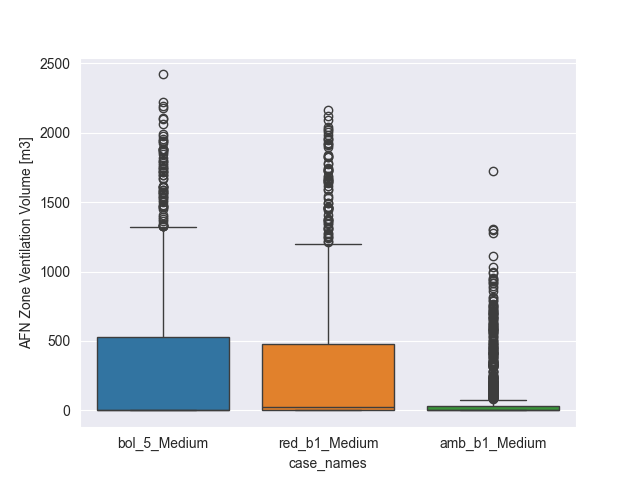 2500
2000
1500
1000
500
0
AFN Zone Ventilation Volume [m3]
bol_5_Medium
red_b1_Medium
amb_b1_Medium
case_names